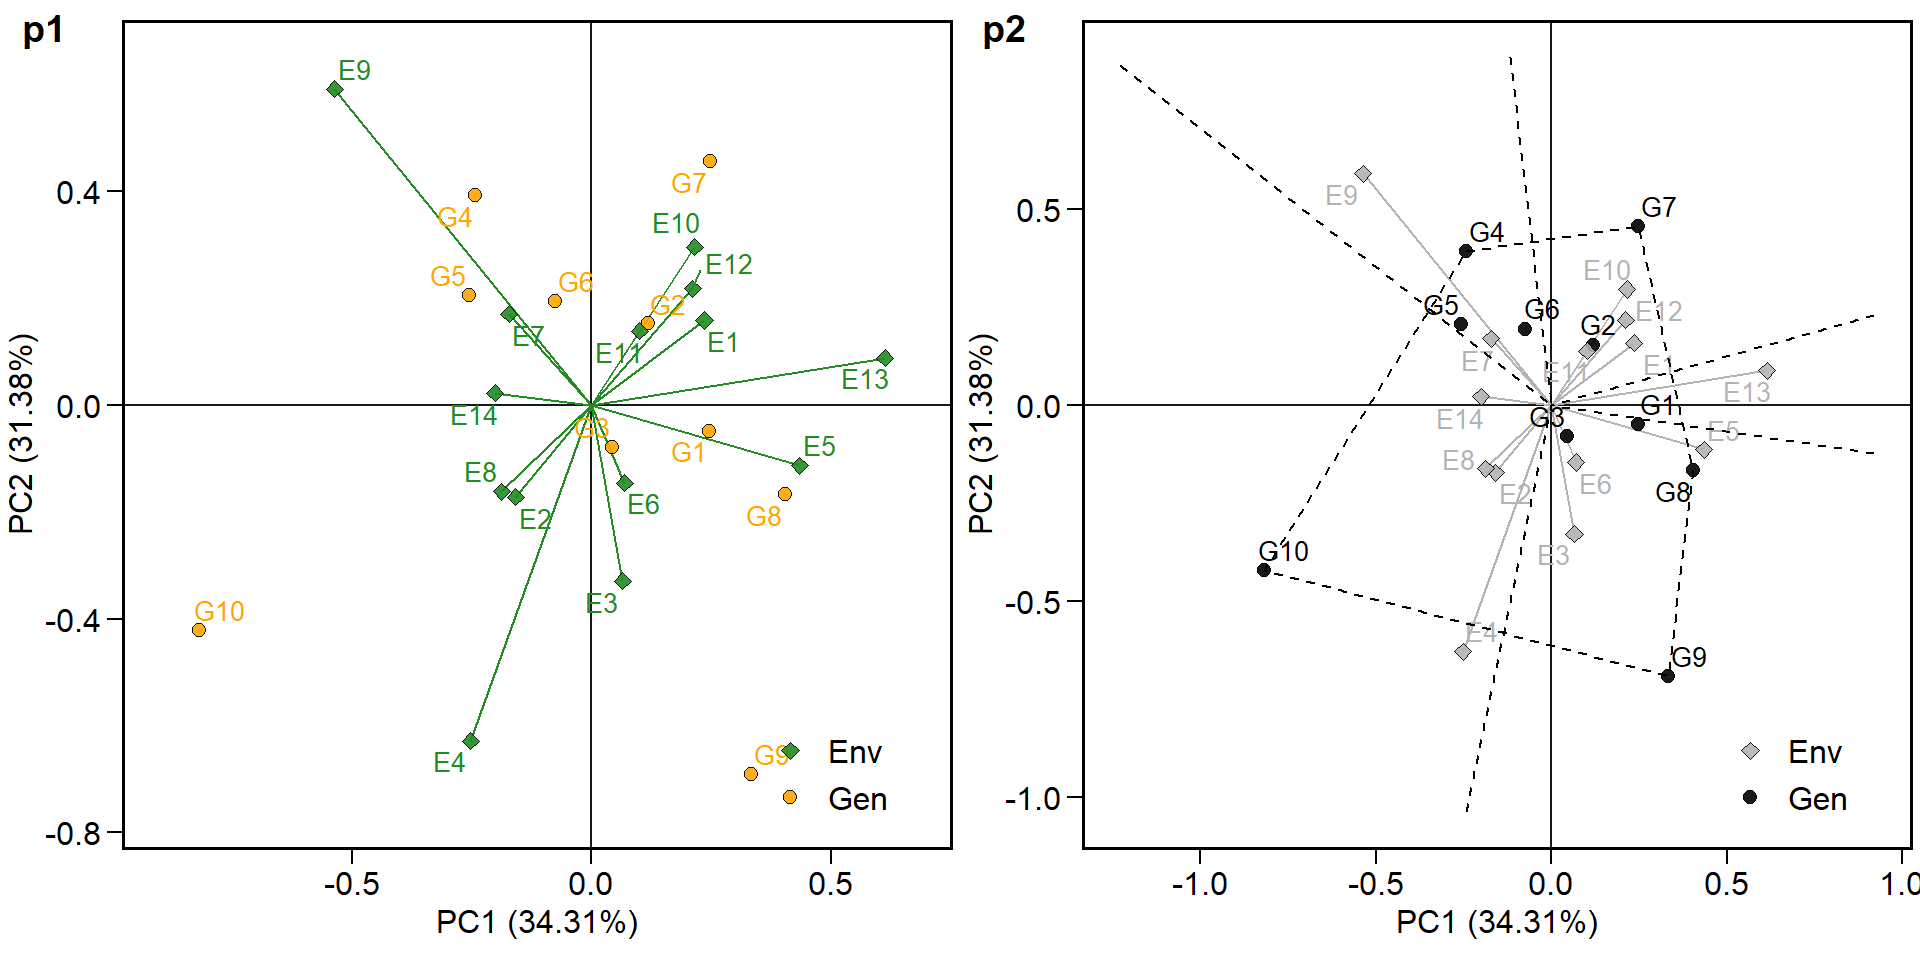 p1
E9
G7
G4
E10
E12
G5
G6
G2
E7
E11
E1
E13
E14
G3
G1
E5
E8
E2
E6
G8
E3
G10
E4
G9
Env
Gen
0.4
0.0
-0.4
-0.8
-0.5
0.0
0.5
PC1 (34.31%)
PC2 (31.38%)
p2
E9
G7
G4
E10
G5
G6
E12
G2
E7
E11
E1
E13
E14
G3
G1
E5
E8
E2
E6
G8
G10
E3
E4
G9
Env
Gen
0.5
0.0
-0.5
-1.0
-1.0
-0.5
0.0
0.5
1.0
PC1 (34.31%)
PC2 (31.38%)